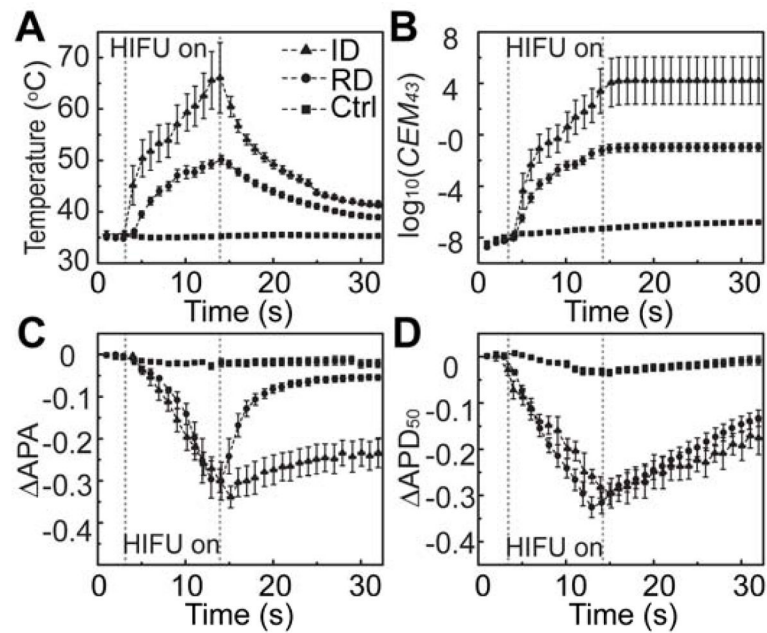 A
HIFU on
ID
RD
Ctrl
Temperature (°C)
70
60
50
40
30
0 10 20 30
Time (s)
B
HIFU on
log10(CEM43)
8
4
-0
-4
-8
0 10 20 30
Time (s)
C
ΔAPA
0
-0.1
-0.2
-0.3
-0.4
HIFU on
0 10 20 30
Time (s)
D
ΔAPD50
0
-0.1
-0.2
-0.3
-0.4
HIFU on
0 10 20 30
Time (s)